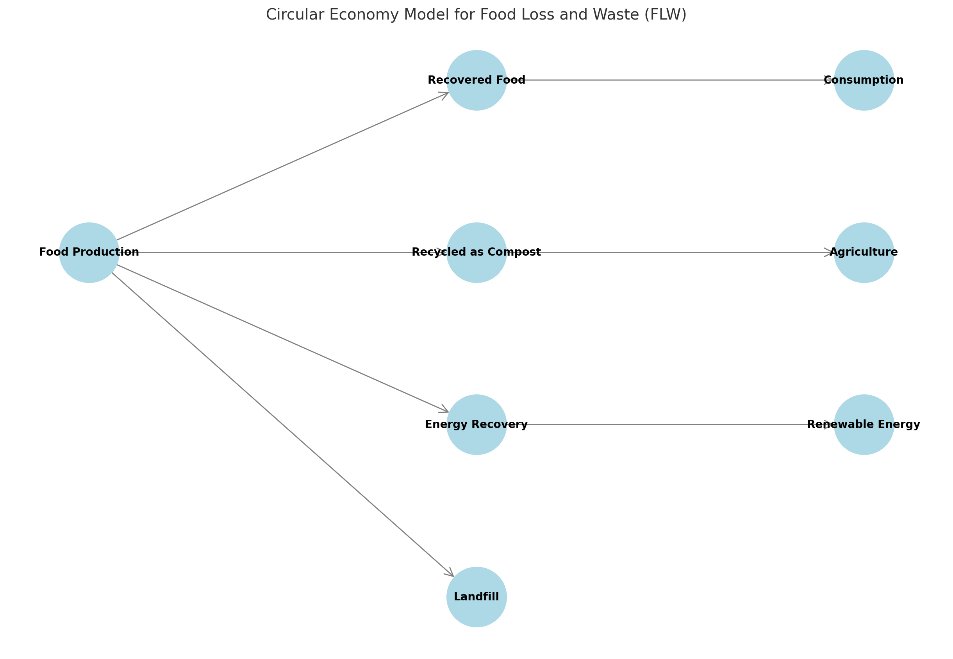 Circular Economy Model for Food Loss and Waste (FLW)
Recovered Food
Consumption
Food Production
Recycled as Compost
Agriculture
Energy Recovery
Renewable Energy
Landfill